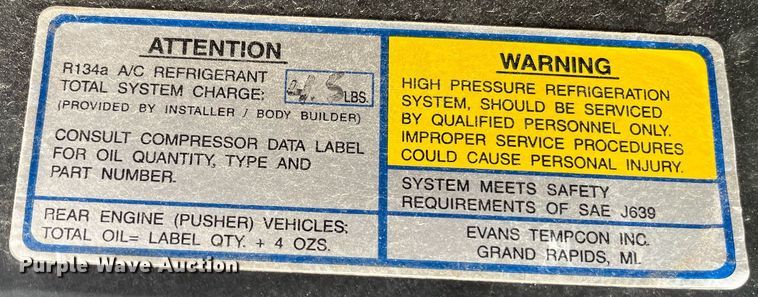 ATTENTION
R134a A/C REFRIGERANT
TOTAL SYSTEM CHARGE: LBS.
(PROVIDED BY INSTALLER / BODY BUILDER)
CONSULT COMPRESSOR DATA LABEL
FOR OIL QUANTITY, TYPE AND
PART NUMBER.
REAR ENGINE (PUSHER) VEHICLES:
TOTAL OIL= LABEL QTY. + 4 OZS.
WARNING
HIGH PRESSURE REFRIGERATION
SYSTEM, SHOULD BE SERVICED
BY QUALIFIED PERSONNEL ONLY.
IMPROPER SERVICE PROCEDURES
COULD CAUSE PERSONAL INJURY.
SYSTEM MEETS SAFETY
REQUIREMENTS OF SAE J639
EVANS TEMPCON INC.
GRAND RAPIDS, MI.
Purple Wave Auction